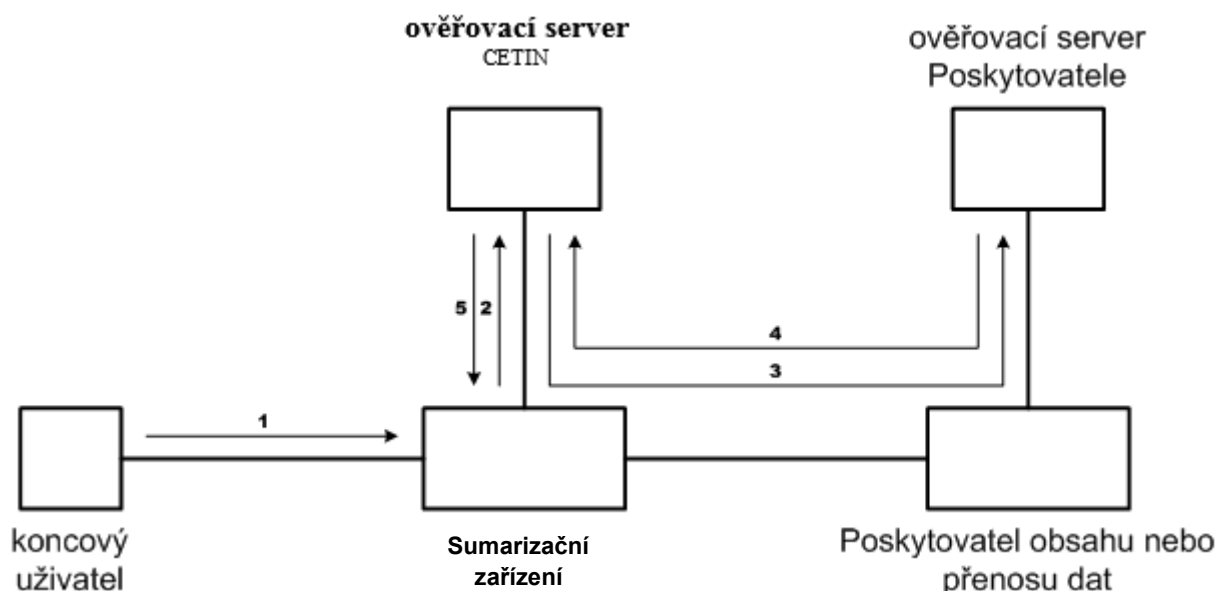 ověřovací server
CETIN
ověřovací server
Poskytovatele
5
2
4
3
1
koncový
uživatel
Sumarizační
zařízení
Poskytovatel obsahu nebo
přenosu dat